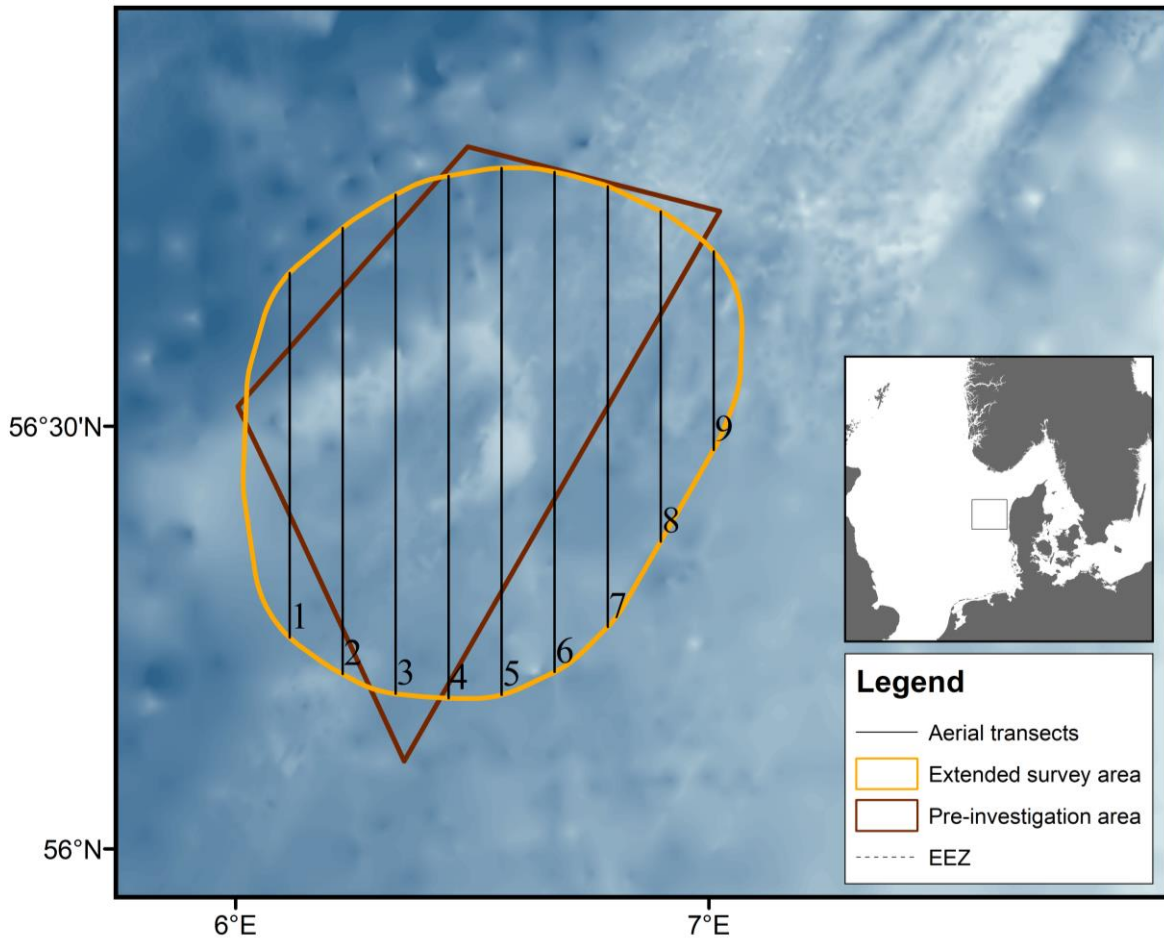 56°30'N
56°N
6°E
7°E
1
2
3
4
5
6
7
8
9
Legend
Aerial transects
Extended survey area
Pre-investigation area
EEZ